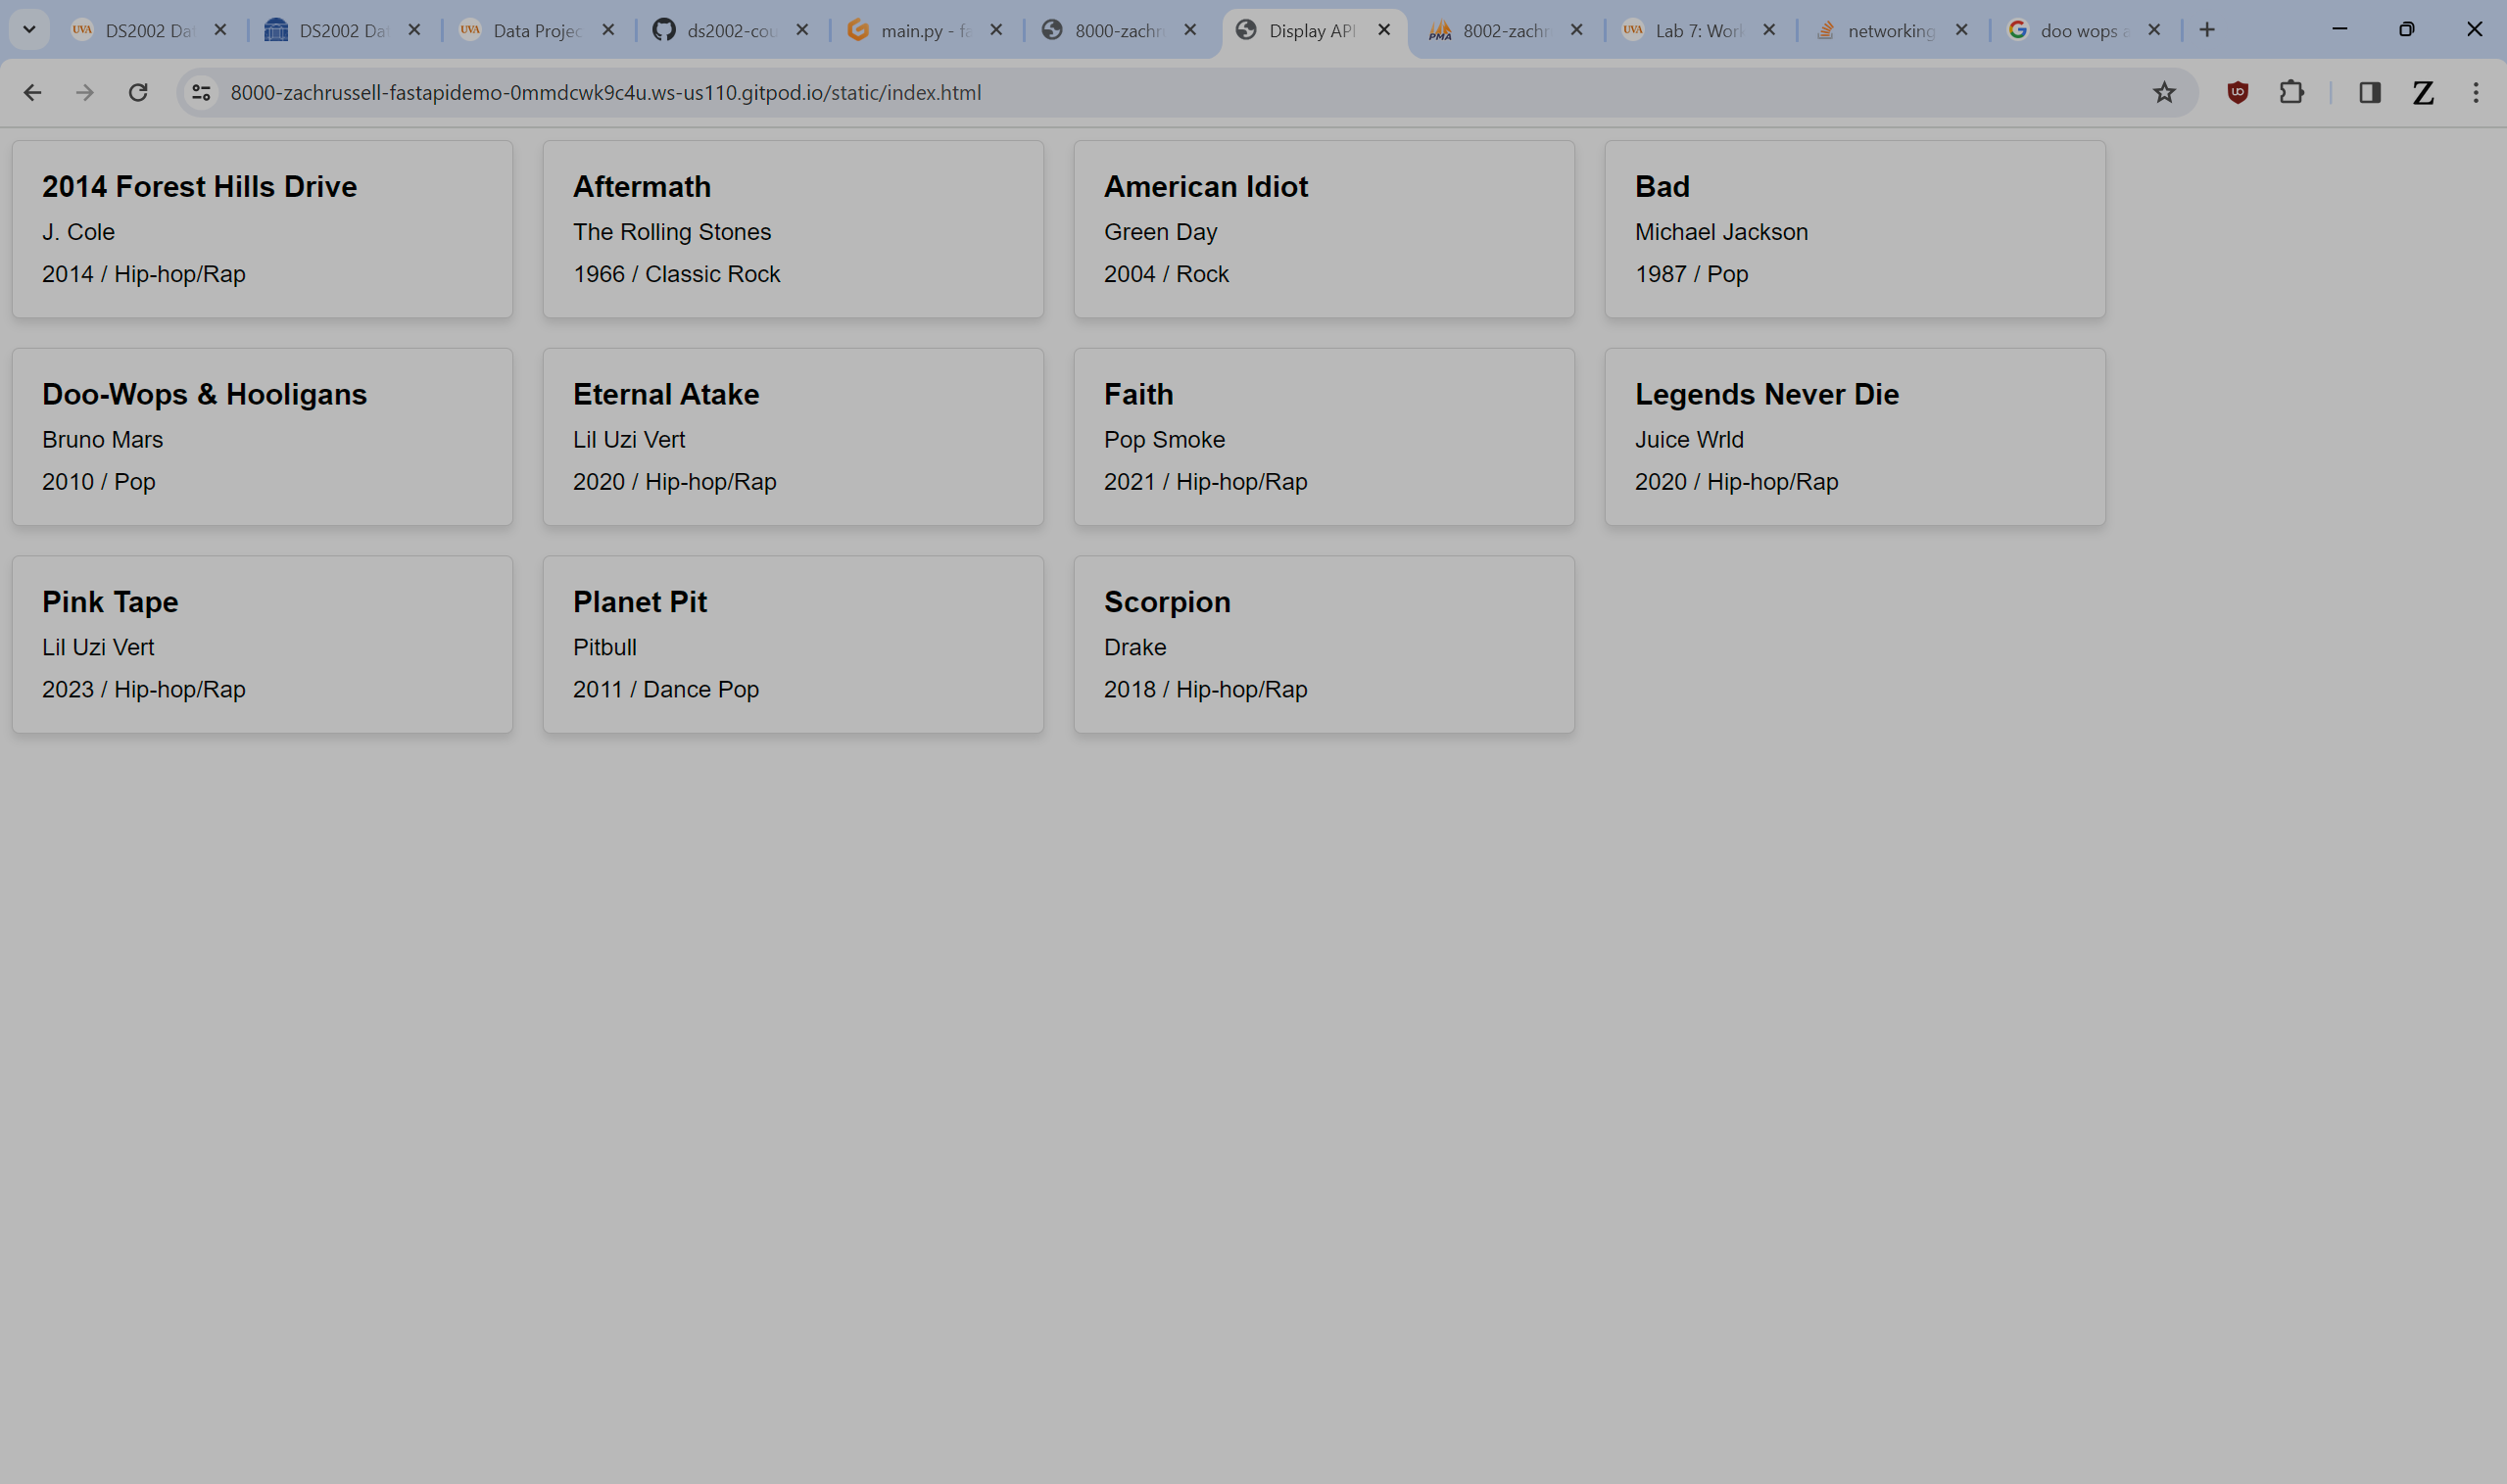 DS2002 Da
DS2002 Da
Data Projec
ds2002-cou
main.py - fa
8000-zachr
Display API
8002-zachr
Lab 7: Wor
networking
doo wops a
8000-zachrussell-fastapidemo-0mmdcwk9c4u.ws-us110.gitpod.io/static/index.html
2014 Forest Hills Drive
J. Cole
2014 / Hip-hop/Rap
Aftermath
The Rolling Stones
1966 / Classic Rock
American Idiot
Green Day
2004 / Rock
Bad
Michael Jackson
1987 / Pop
Doo-Wops & Hooligans
Bruno Mars
2010 / Pop
Eternal Atake
Lil Uzi Vert
2020 / Hip-hop/Rap
Faith
Pop Smoke
2021 / Hip-hop/Rap
Legends Never Die
Juice Wrld
2020 / Hip-hop/Rap
Pink Tape
Lil Uzi Vert
2023 / Hip-hop/Rap
Planet Pit
Pitbull
2011 / Dance Pop
Scorpion
Drake
2018 / Hip-hop/Rap